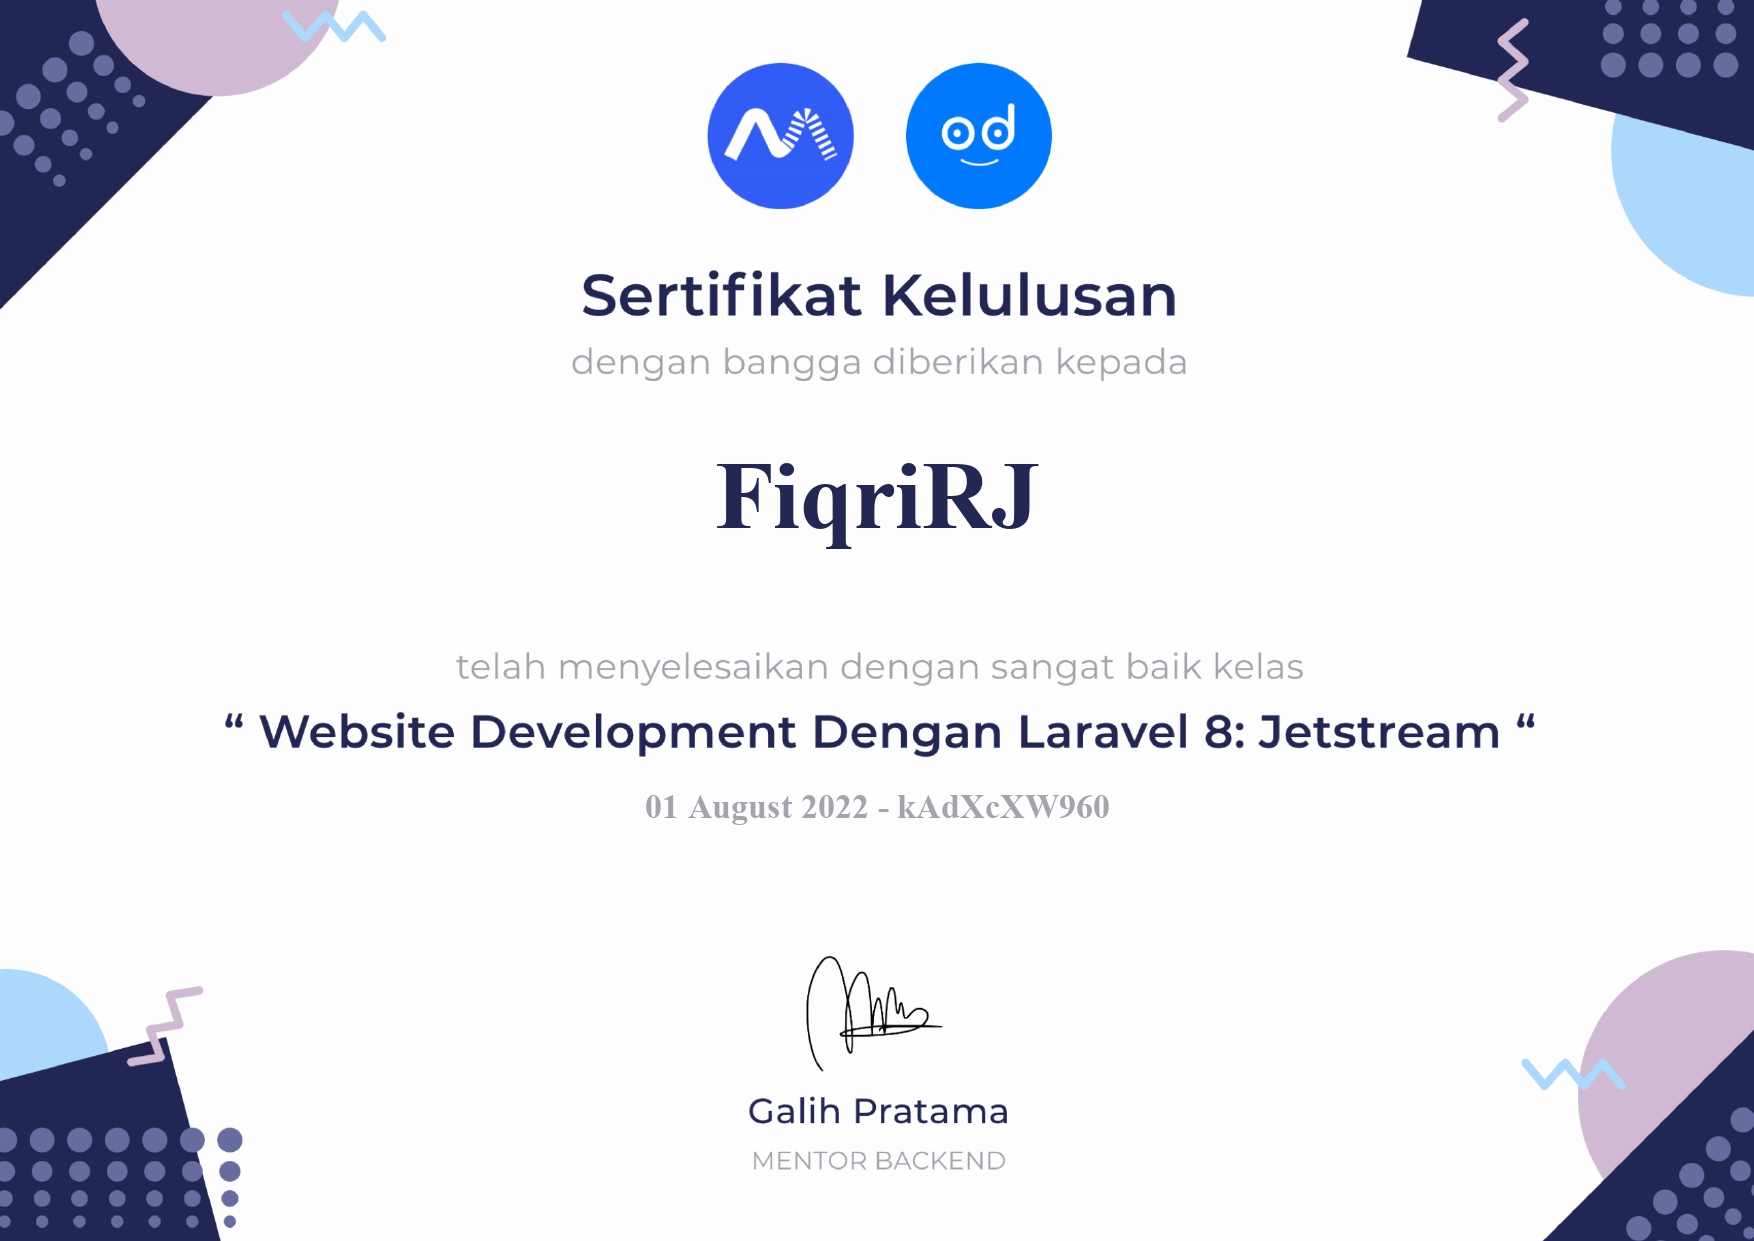 od
Sertifikat Kelulusan
dengan bangga diberikan kepada
FiqriRJ
telah menyelesaikan dengan sangat baik kelas
“ Website Development Dengan Laravel 8: Jetstream “
01 August 2022 - kAdXcXW960
Galih Pratama
MENTOR BACKEND